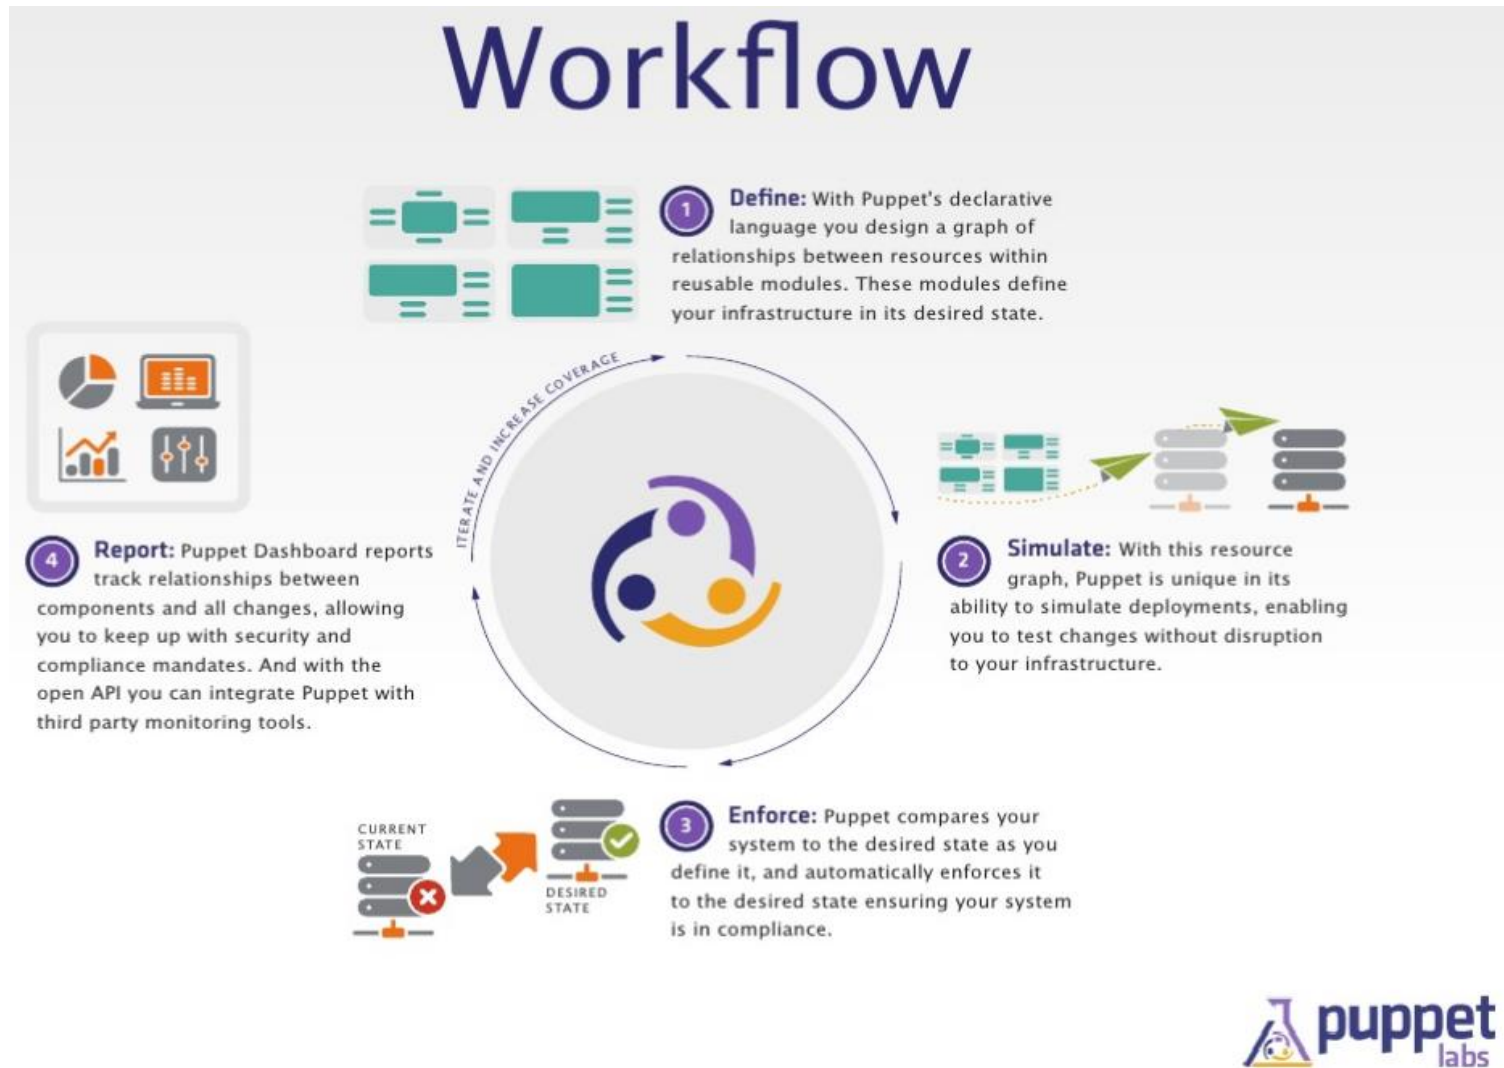 Workflow
1
Define: With Puppet's declarative
language you design a graph of
relationships between resources within
reusable modules. These modules define
your infrastructure in its desired state.
ITERATE AND INCREASE COVERAGE
2
Simulate: With this resource
graph, Puppet is unique in its
ability to simulate deployments, enabling
you to test changes without disruption
to your infrastructure.
3
Enforce: Puppet compares your
system to the desired state as you
define it, and automatically enforces it
to the desired state ensuring your system
is in compliance.
CURRENT
STATE
DESIRED
STATE
4
Report: Puppet Dashboard reports
track relationships between
components and all changes, allowing
you to keep up with security and
compliance mandates. And with the
open API you can integrate Puppet with
third party monitoring tools.
puppet
labs